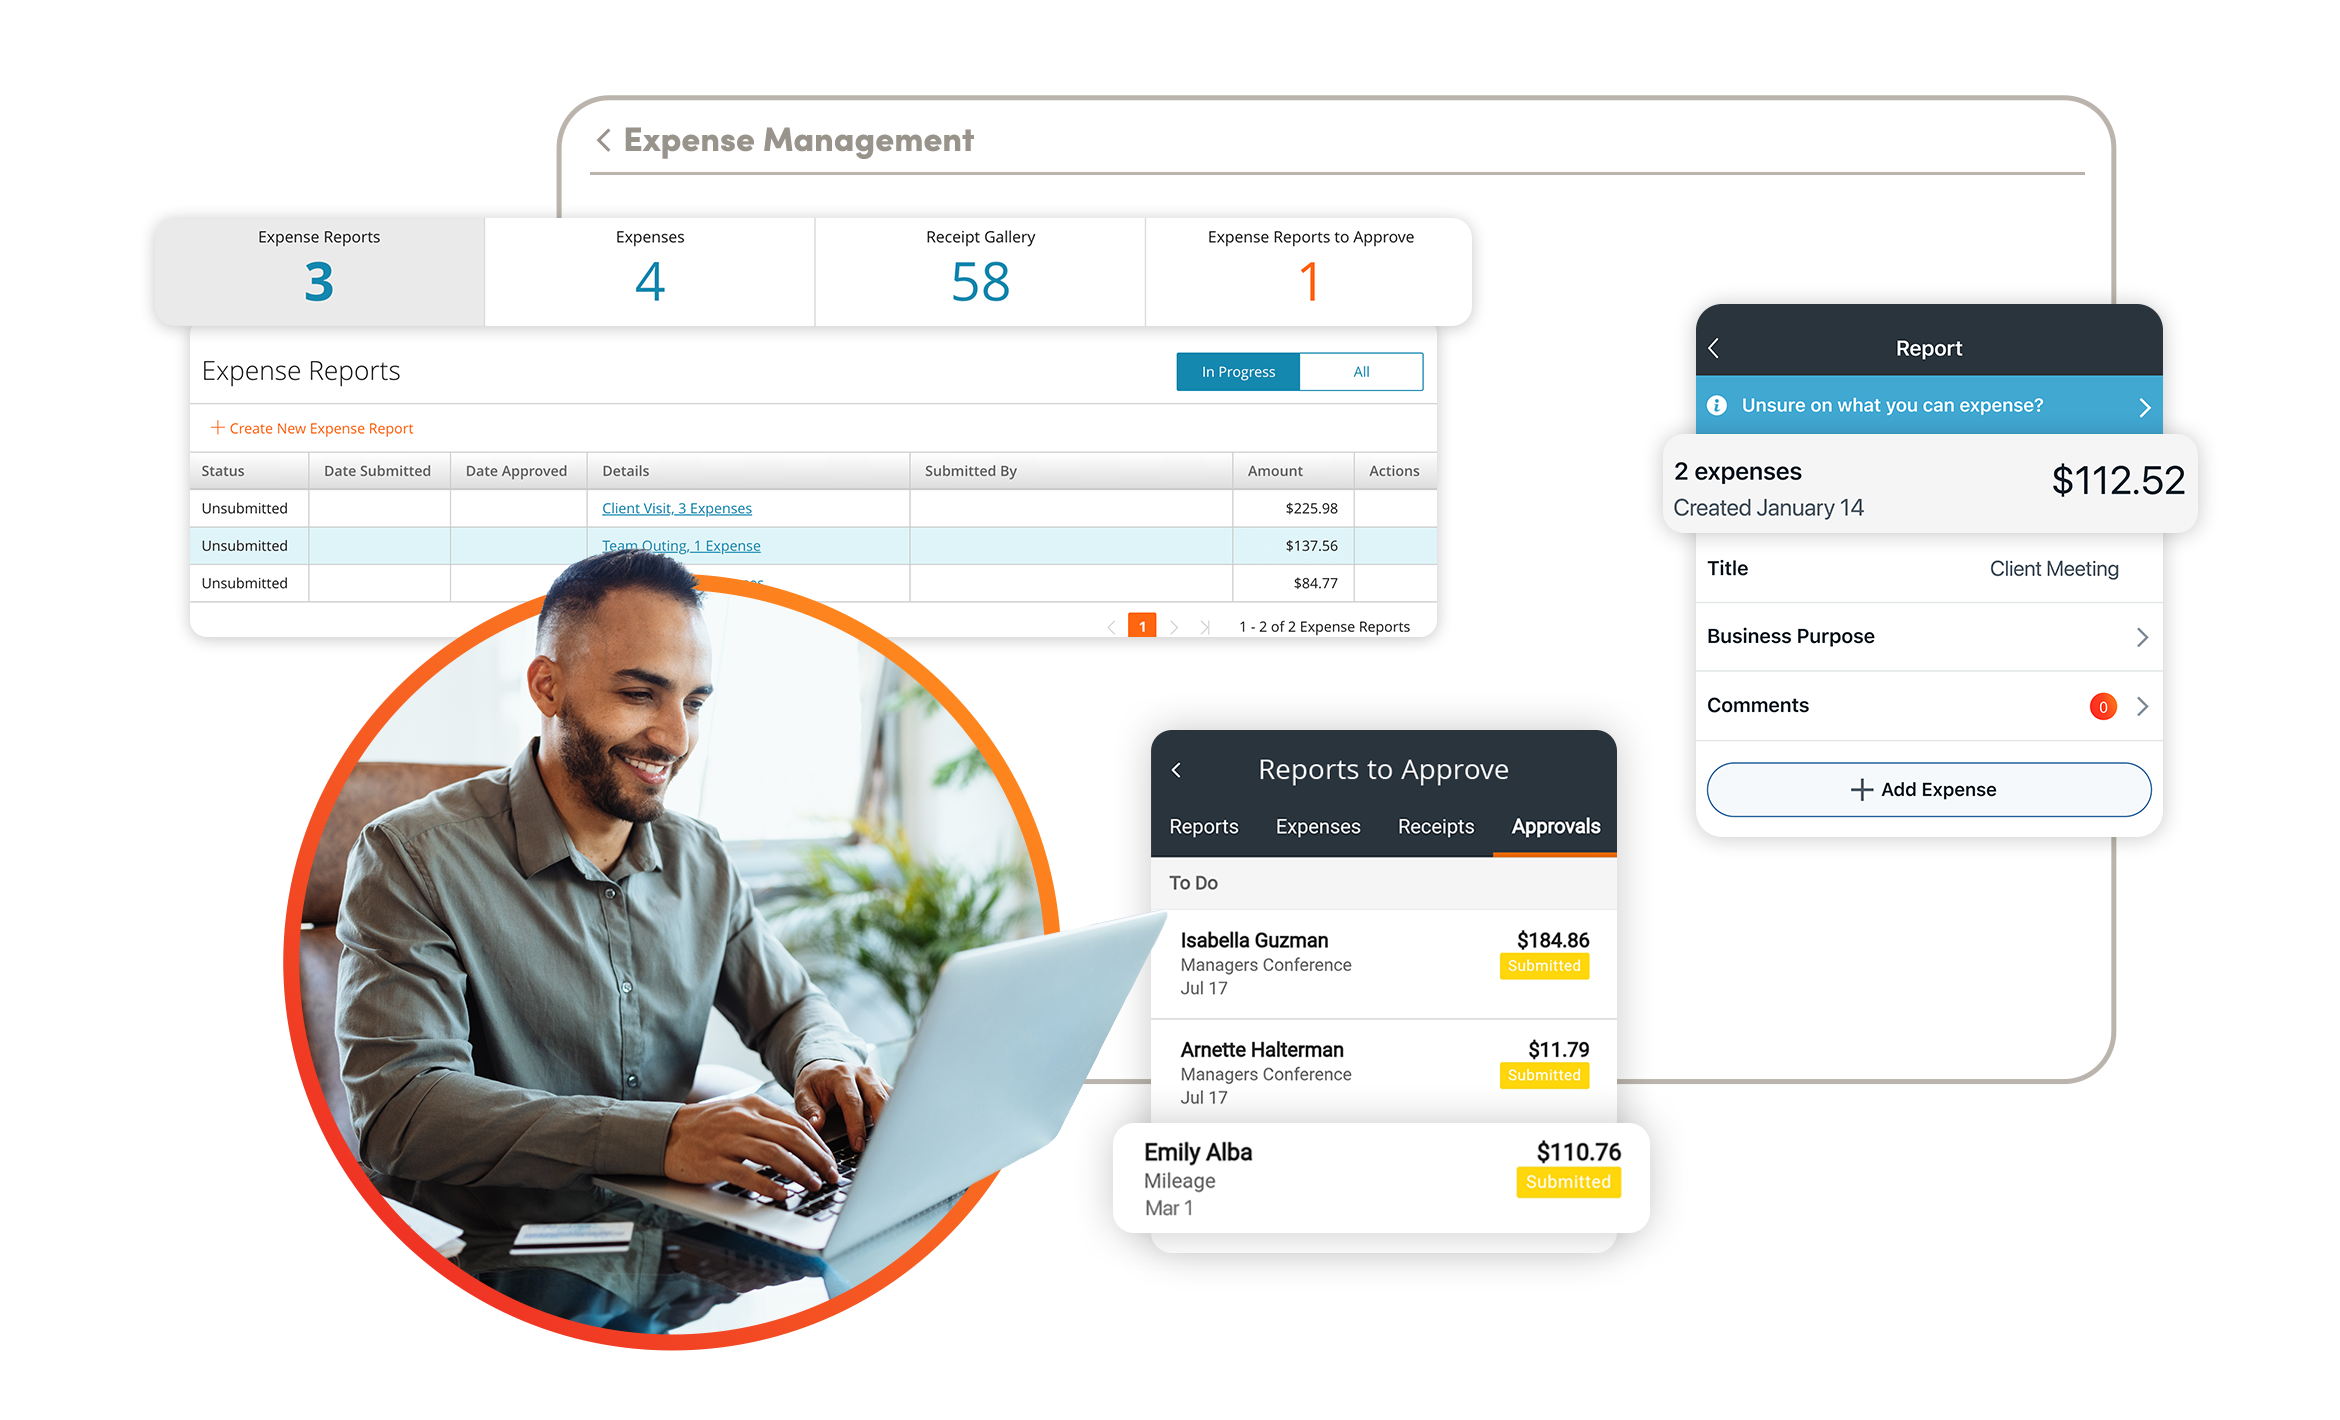 Expense Management
Expense Reports
3
Expenses
4
Receipt Gallery
58
Expense Reports to Approve
1
Expense Reports
In Progress
All
+ Create New Expense Report
Status Date Submitted Date Approved Details Submitted By Amount Actions
Unsubmitted Client Visit, 3 Expenses $225.98
Unsubmitted Team Outing, 1 Expense $137.56
Unsubmitted $84.77
1
1 - 2 of 2 Expense Reports
Report
Unsure on what you can expense?
2 expenses
$112.52
Created January 14
Title Client Meeting
Business Purpose
Comments 0
+ Add Expense
Reports to Approve
Reports Expenses Receipts Approvals
To Do
Isabella Guzman $184.86
Managers Conference Submitted
Jul 17
Arnette Halterman $11.79
Managers Conference Submitted
Jul 17
Emily Alba $110.76
Mileage Submitted
Mar 1